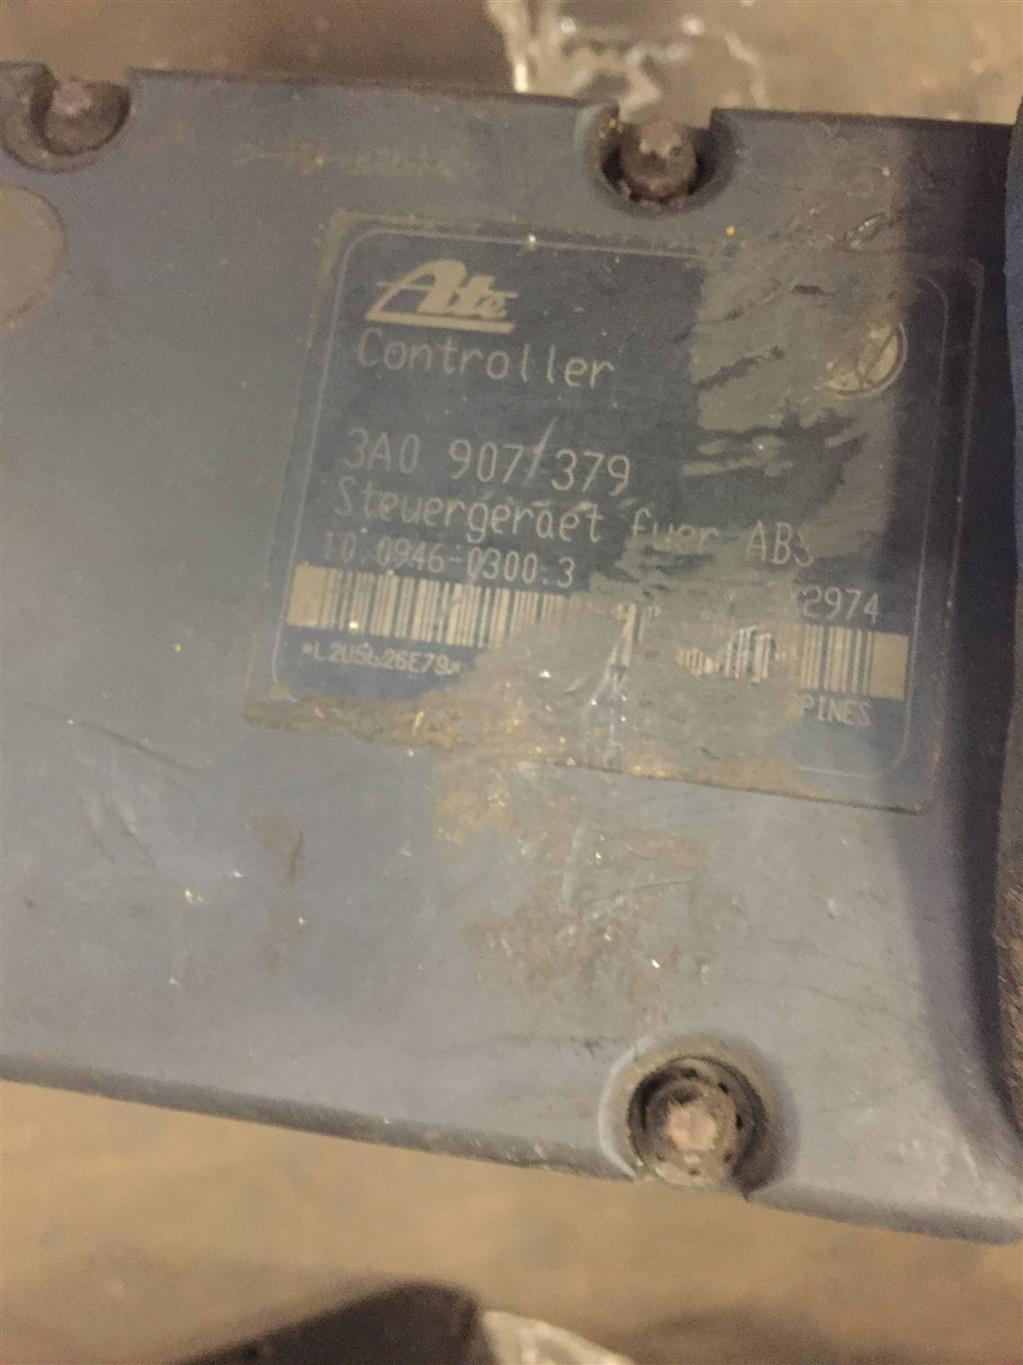 Ate
Controller
3A0 907 379
Steuergeraet fuer ABS
10.0946-0300.3
2974
PINES